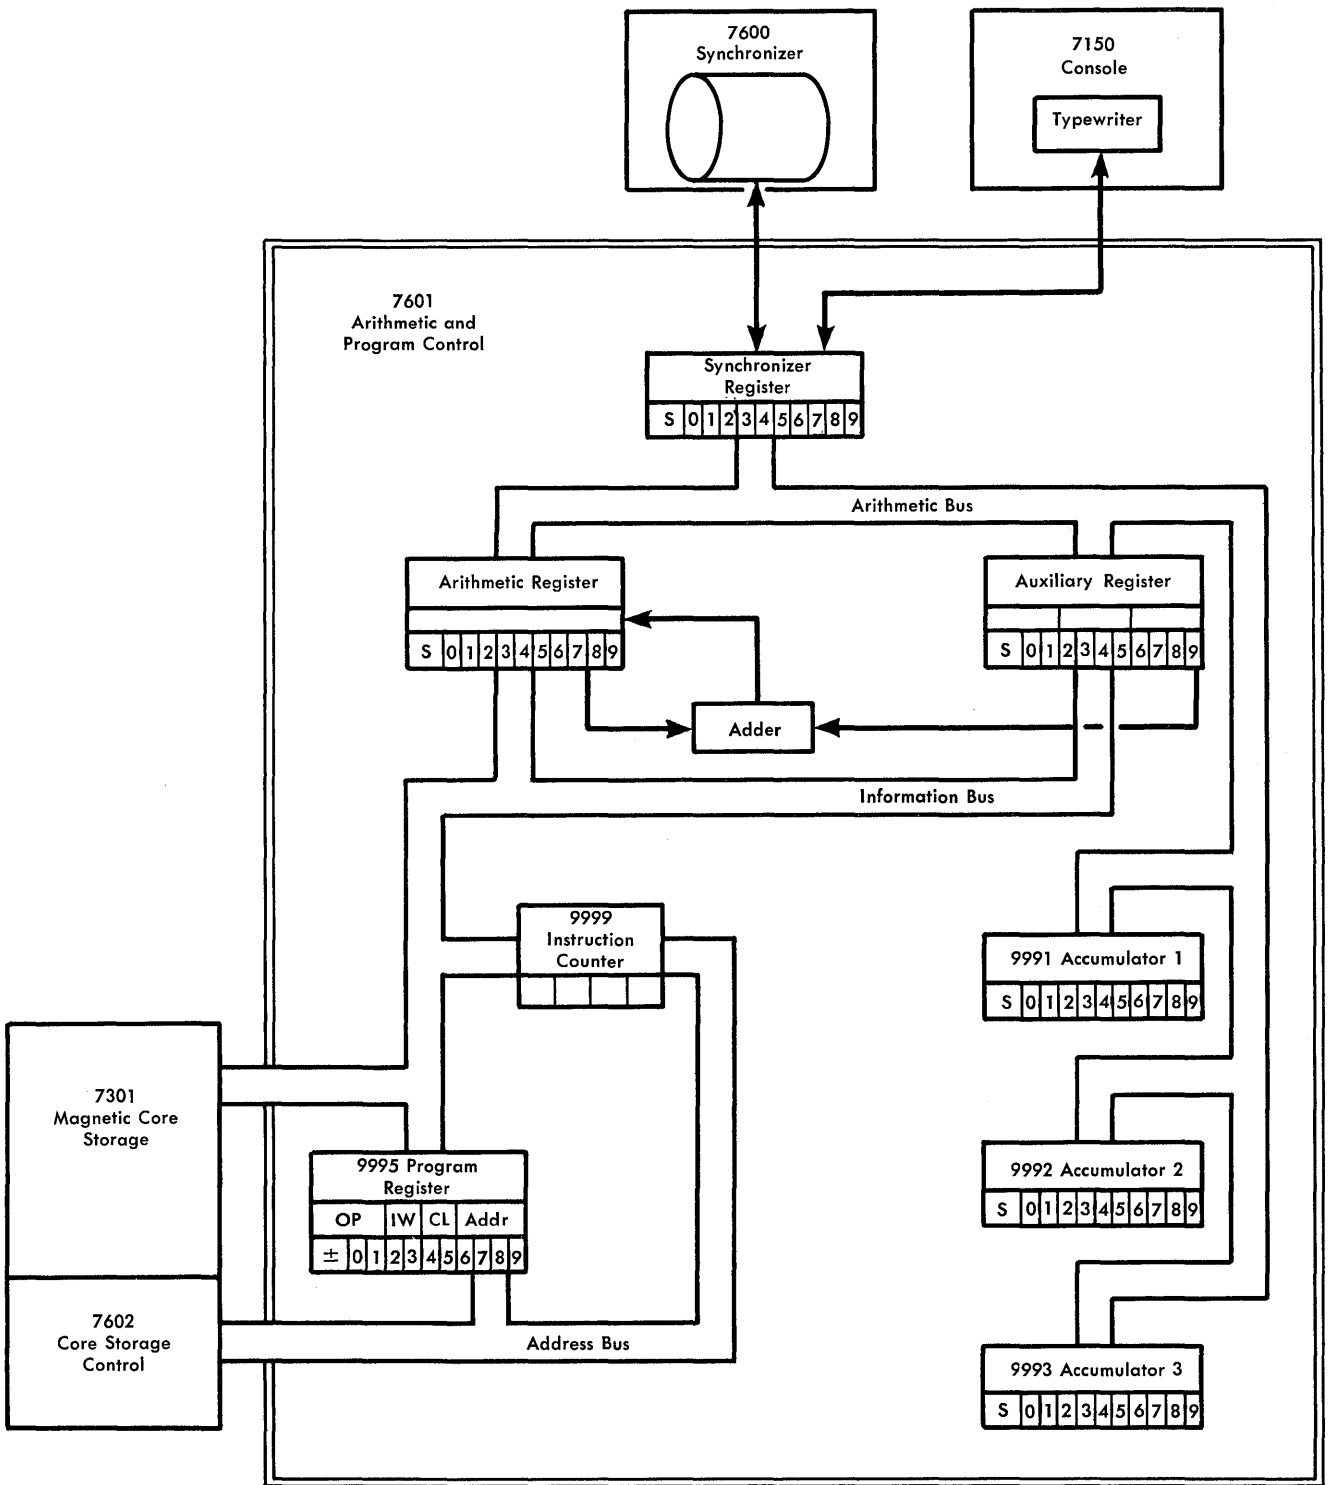 7600
Synchronizer
7150
Console
Typewriter
7601
Arithmetic and
Program Control
Synchronizer
Register
S 0 1 2 3 4 5 6 7 8 9
Arithmetic Bus
Arithmetic Register
S 0 1 2 3 4 5 6 7 8 9
Auxiliary Register
S 0 1 2 3 4 5 6 7 8 9
Adder
Information Bus
9999
Instruction
Counter
9991 Accumulator 1
S 0 1 2 3 4 5 6 7 8 9
7301
Magnetic Core
Storage
9995 Program
Register
OP IW CL Addr
± 0 1 2 3 4 5 6 7 8 9
9992 Accumulator 2
S 0 1 2 3 4 5 6 7 8 9
7602
Core Storage
Control
Address Bus
9993 Accumulator 3
S 0 1 2 3 4 5 6 7 8 9